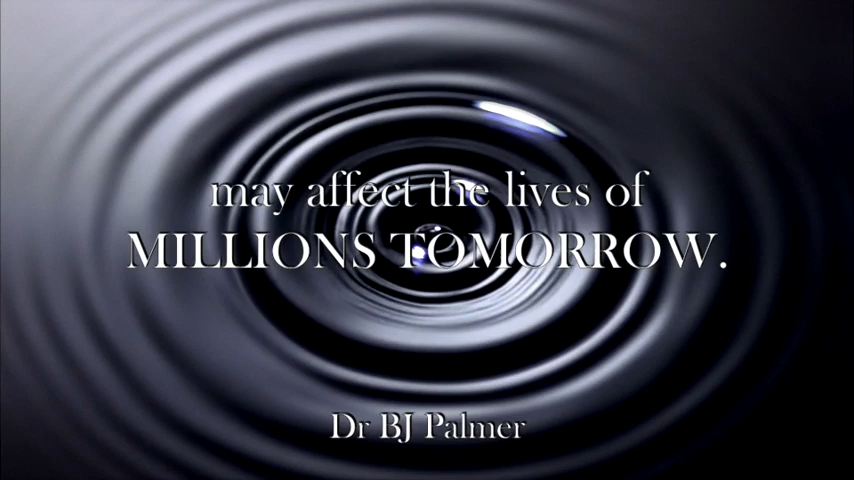 may affect the lives of
MILLIONS TOMORROW.
Dr BJ Palmer